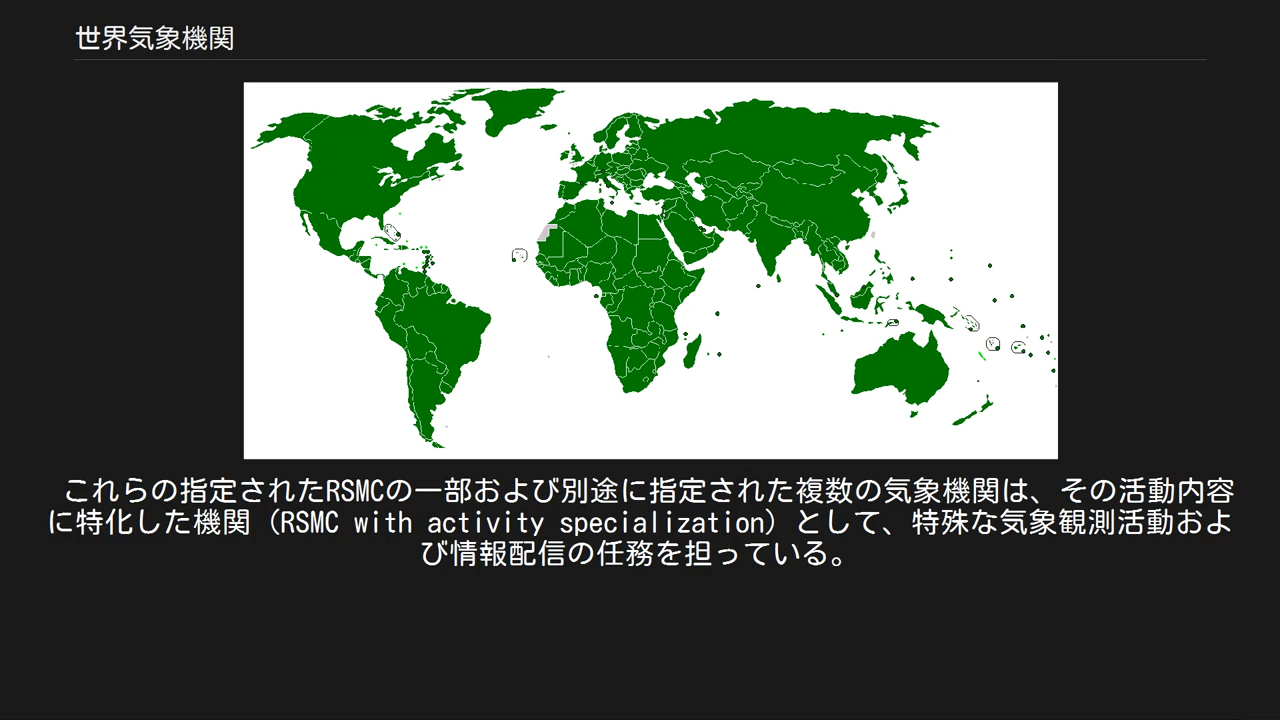 世界気象機関
これらの指定されたRSMCの一部および別途に指定された複数の気象機関は、その活動内容
に特化した機関（RSMC with activity specialization）として、特殊な気象観測活動およ
び情報配信の任務を担っている。